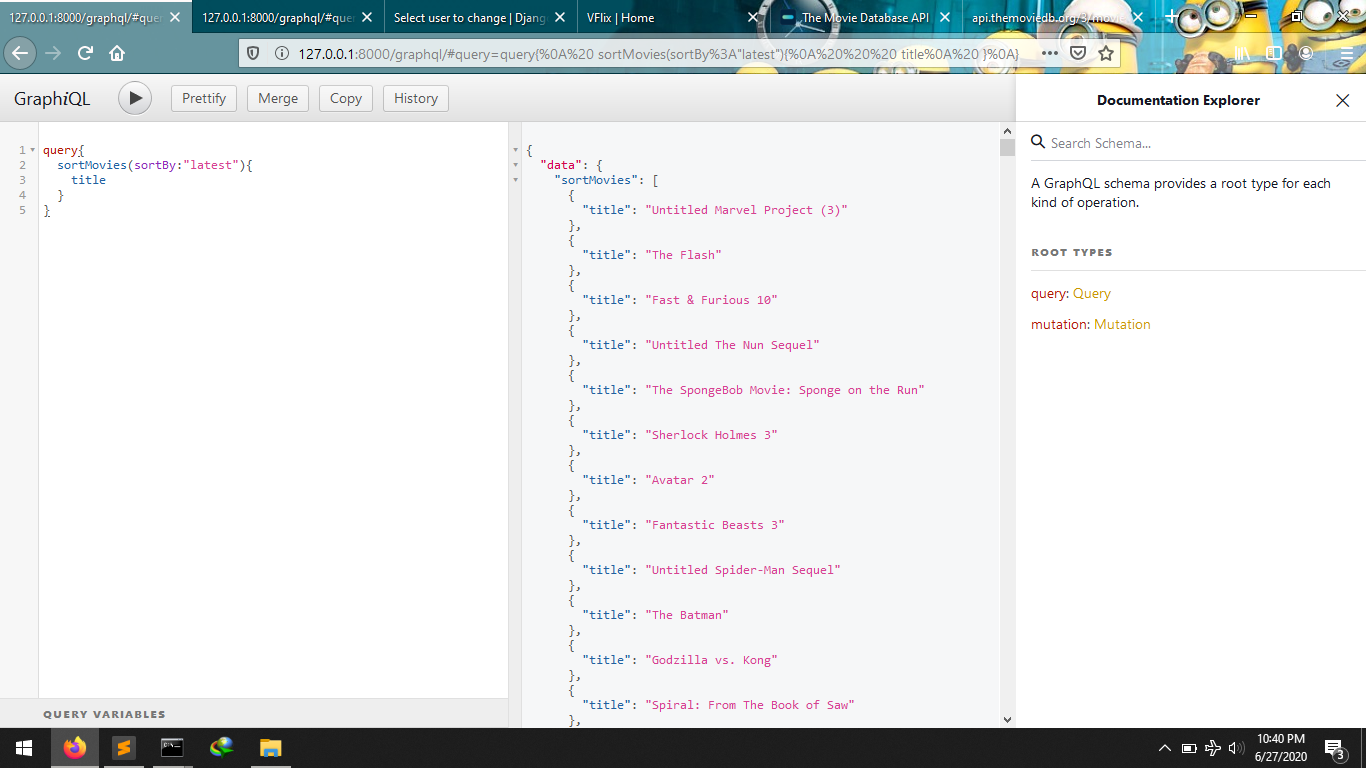 127.0.0.1:8000/graphql/#quer
127.0.0.1:8000/graphql/#que
Select user to change | Djang
VFlix | Home
The Movie Database API
api.themoviedb.org/3/movie
127.0.0.1:8000/graphql/#query=query{%0A%20 sortMovies(sortBy%3A"latest"){%0A%20%20%20 title%0A%20 }%0A}
GraphiQL
Prettify
Merge
Copy
History
Documentation Explorer
1 query{
2 sortMovies(sortBy:"latest"){
3 title
4 }
5 }
{
"data": {
"sortMovies": [
{
"title": "Untitled Marvel Project (3)"
},
{
"title": "The Flash"
},
{
"title": "Fast & Furious 10"
},
{
"title": "Untitled The Nun Sequel"
},
{
"title": "The SpongeBob Movie: Sponge on the Run"
},
{
"title": "Sherlock Holmes 3"
},
{
"title": "Avatar 2"
},
{
"title": "Fantastic Beasts 3"
},
{
"title": "Untitled Spider-Man Sequel"
},
{
"title": "The Batman"
},
{
"title": "Godzilla vs. Kong"
},
{
"title": "Spiral: From The Book of Saw"
},
Search Schema...
A GraphQL schema provides a root type for each
kind of operation.
ROOT TYPES
query: Query
mutation: Mutation
QUERY VARIABLES
10:40 PM
6/27/2020
3